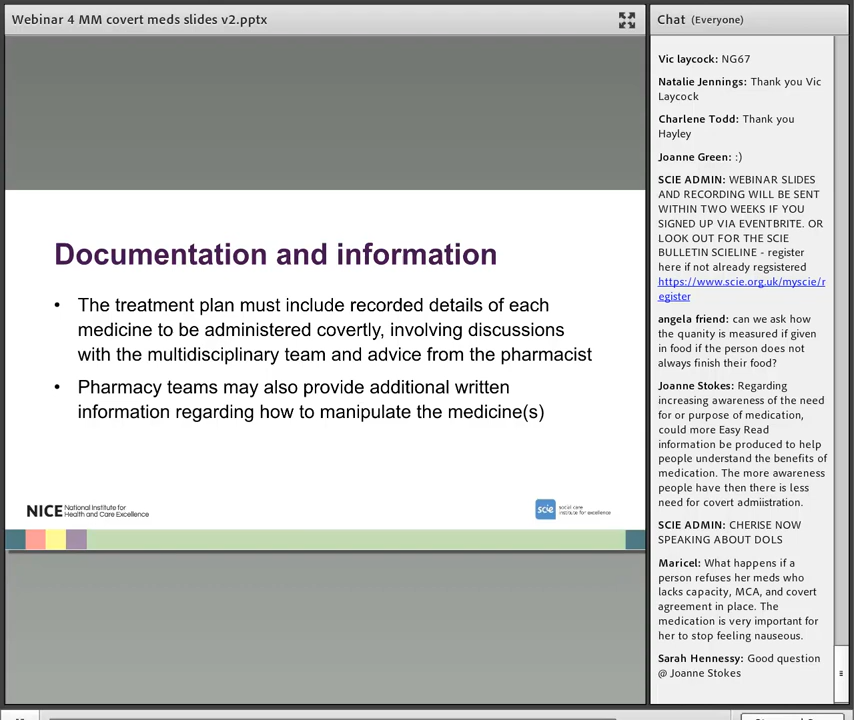 Webinar 4 MM covert meds slides v2.pptx
Documentation and information
• The treatment plan must include recorded details of each
medicine to be administered covertly, involving discussions
with the multidisciplinary team and advice from the pharmacist
• Pharmacy teams may also provide additional written
information regarding how to manipulate the medicine(s)
NICE National Institute for
Health and Care Excellence
scie social care
institute for excellence
Chat (Everyone)
Vic laycock: NG67
Natalie Jennings: Thank you Vic
Laycock
Charlene Todd: Thank you
Hayley
Joanne Green: :)
SCIE ADMIN: WEBINAR SLIDES
AND RECORDING WILL BE SENT
WITHIN TWO WEEKS IF YOU
SIGNED UP VIA EVENTBRITE. OR
LOOK OUT FOR THE SCIE
BULLETIN SCIELINE - register
here if not already regsistered
https://www.scie.org.uk/myscie/r
egister
angela friend: can we ask how
the quanity is measured if given
in food if the person does not
always finish their food?
Joanne Stokes: Regarding
increasing awareness of the need
for or purpose of medication,
could more Easy Read
information be produced to help
people understand the benefits of
medication. The more awareness
people have then there is less
need for covert admiistration.
SCIE ADMIN: CHERISE NOW
SPEAKING ABOUT DOLS
Maricel: What happens if a
person refuses her meds who
lacks capacity, MCA, and covert
agreement in place. The
medication is very important for
her to stop feeling nauseous.
Sarah Hennessy: Good question
@ Joanne Stokes